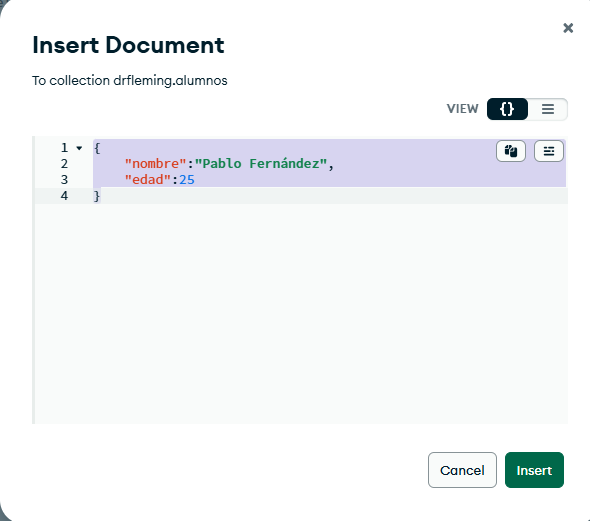 Insert Document
To collection drfleming.alumnos
VIEW {}
1 {
2 "nombre":"Pablo Fernández",
3 "edad":25
4 }
Cancel Insert